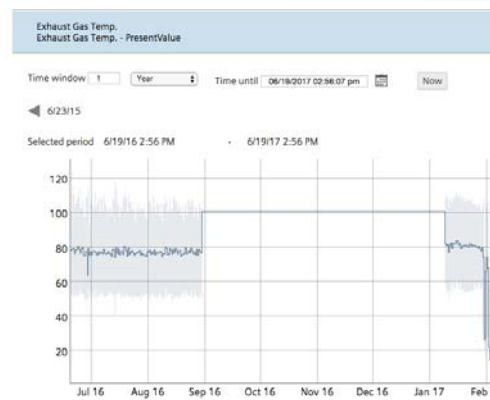 Exhaust Gas Temp.
Exhaust Gas Temp. - PresentValue
Time window 1 Year Time until 06/19/2017 02:56:07 pm Now
6/23/15
Selected period 6/19/16 2:56 PM - 6/19/17 2:56 PM
120
100
80
60
40
20
Jul 16 Aug 16 Sep 16 Oct 16 Nov 16 Dec 16 Jan 17 Feb